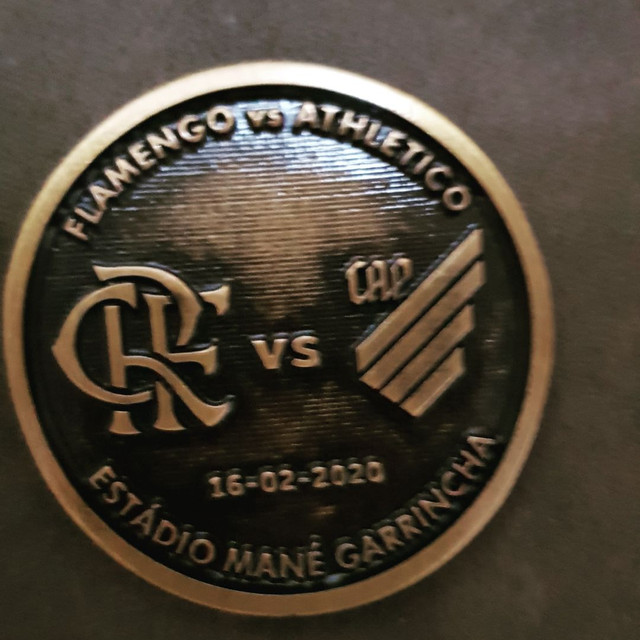 FLAMENGO vs ATHLETICO
CRF
CAP
vs
16-02-2020
ESTÁDIO MANÉ GARRINCHA